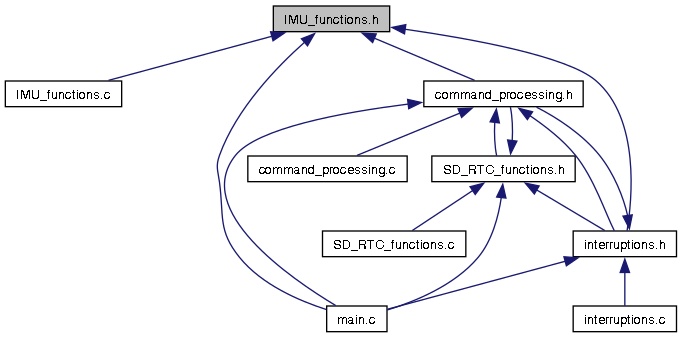 IMU_functions.h
IMU_functions.c
command_processing.h
command_processing.c
SD_RTC_functions.h
SD_RTC_functions.c
interruptions.h
main.c
interruptions.c